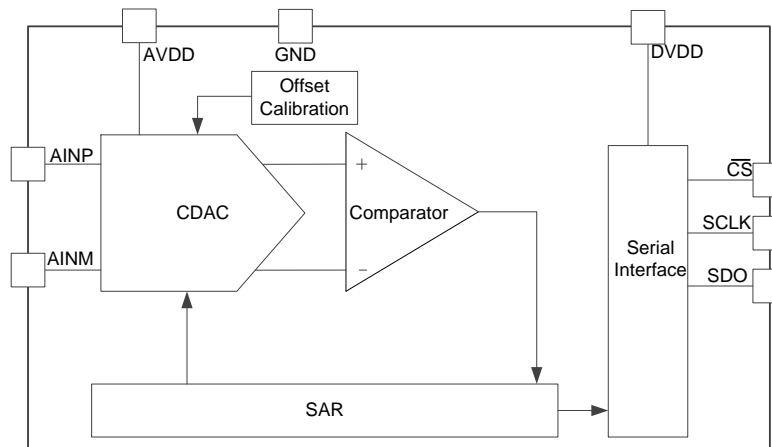 AVDD
GND
DVDD
Offset
Calibration
AINP
CS
+
CDAC
Comparator
SCLK
Serial
Interface
AINM
−
SDO
SAR